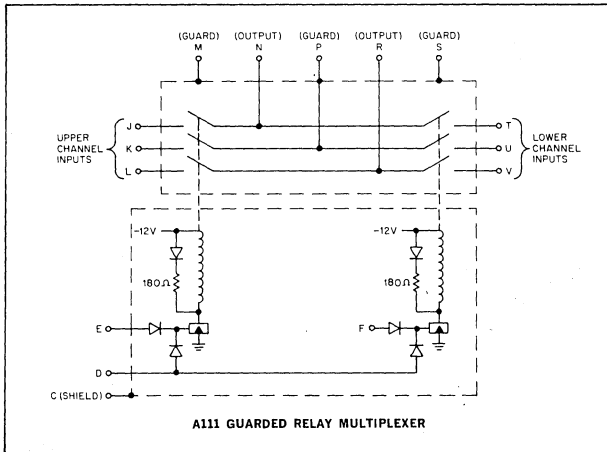 (GUARD) (OUTPUT) (GUARD) (OUTPUT) (GUARD)
M N P R S
UPPER
CHANNEL
INPUTS
J
K
L
T
U
V
LOWER
CHANNEL
INPUTS
-12V
-12V
180Ω
180Ω
E
F
D
C (SHIELD)
A111 GUARDED RELAY MULTIPLEXER